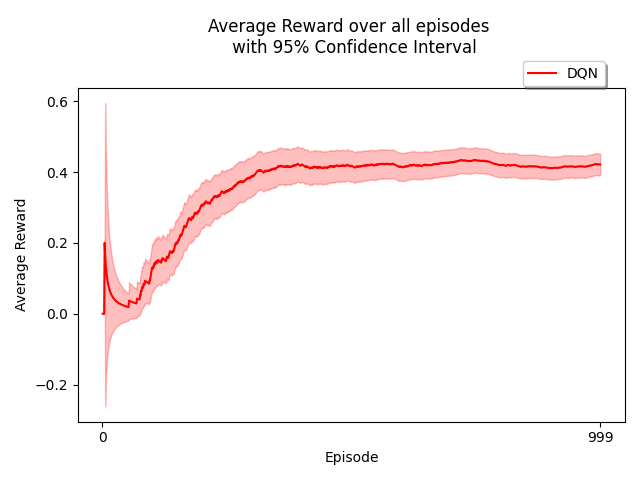 Average Reward over all episodes
with 95% Confidence Interval
DQN
0.6
0.4
0.2
0.0
−0.2
Average Reward
0
999
Episode